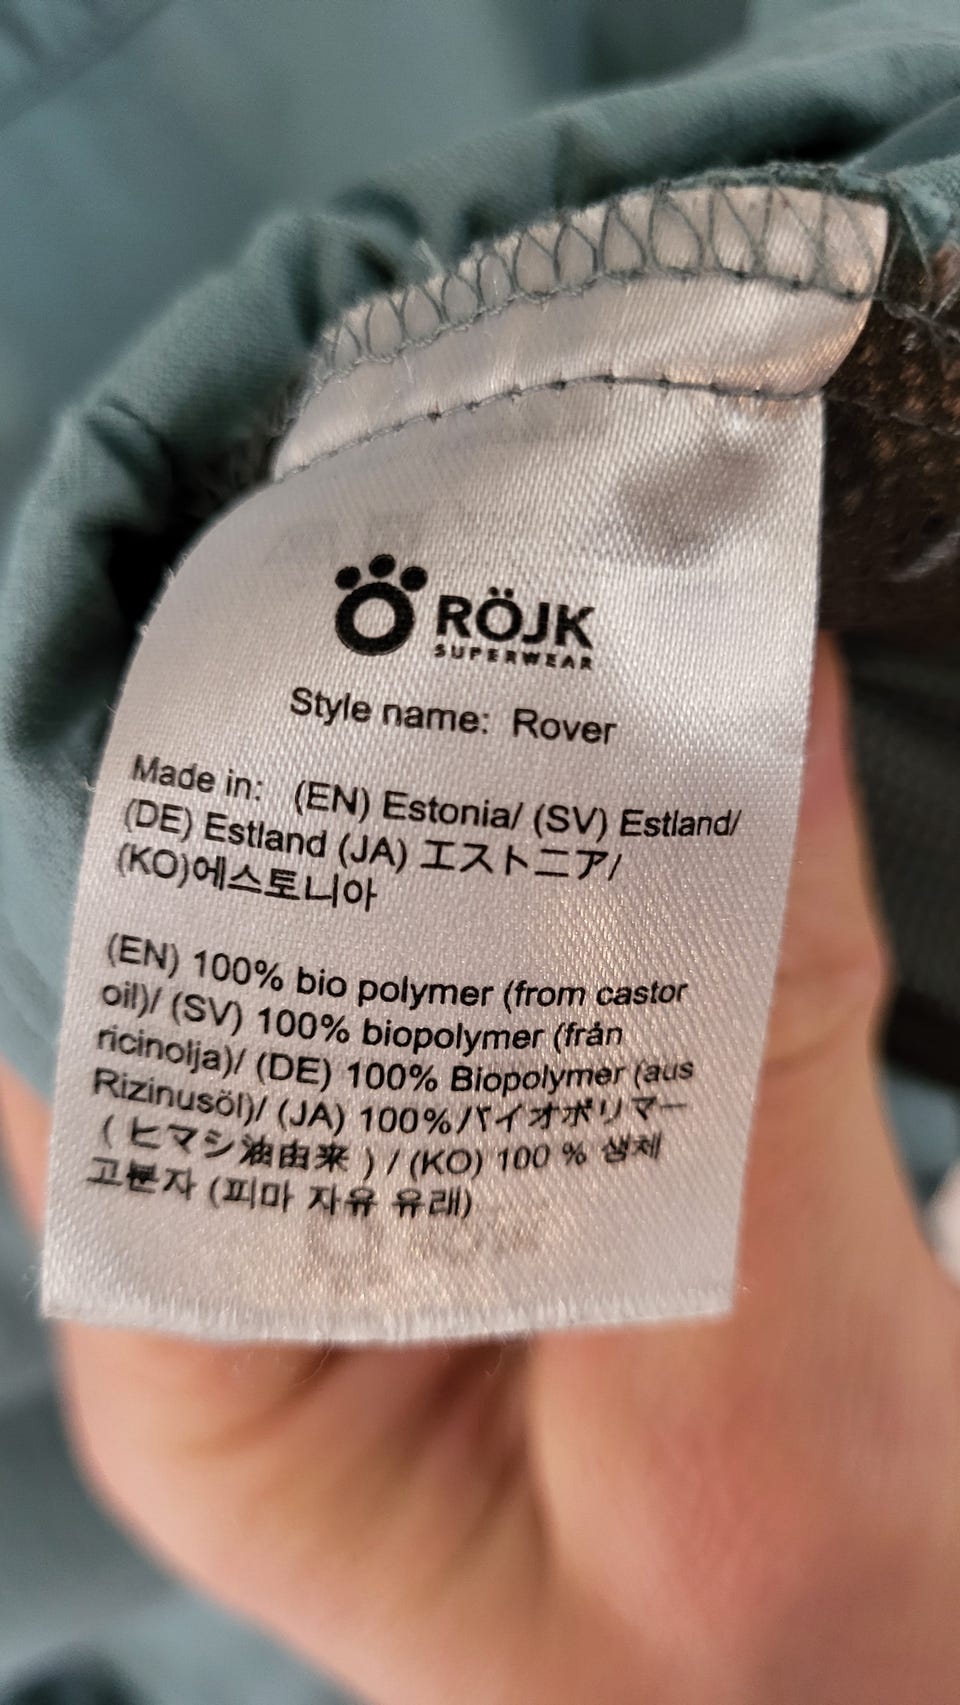 RÖJK
SUPERWEAR
Style name: Rover
Made in: (EN) Estonia/ (SV) Estland/
(DE) Estland (JA) エストニア/
(KO)에스토니아
(EN) 100% bio polymer (from castor
oil)/ (SV) 100% biopolymer (från
ricinolja)/ (DE) 100% Biopolymer (aus
Rizinusöl)/ (JA) 100%バイオポリマー
( ヒマシ油由来 ) / (KO) 100 % 생체
고분자 (피마 자유 유래)